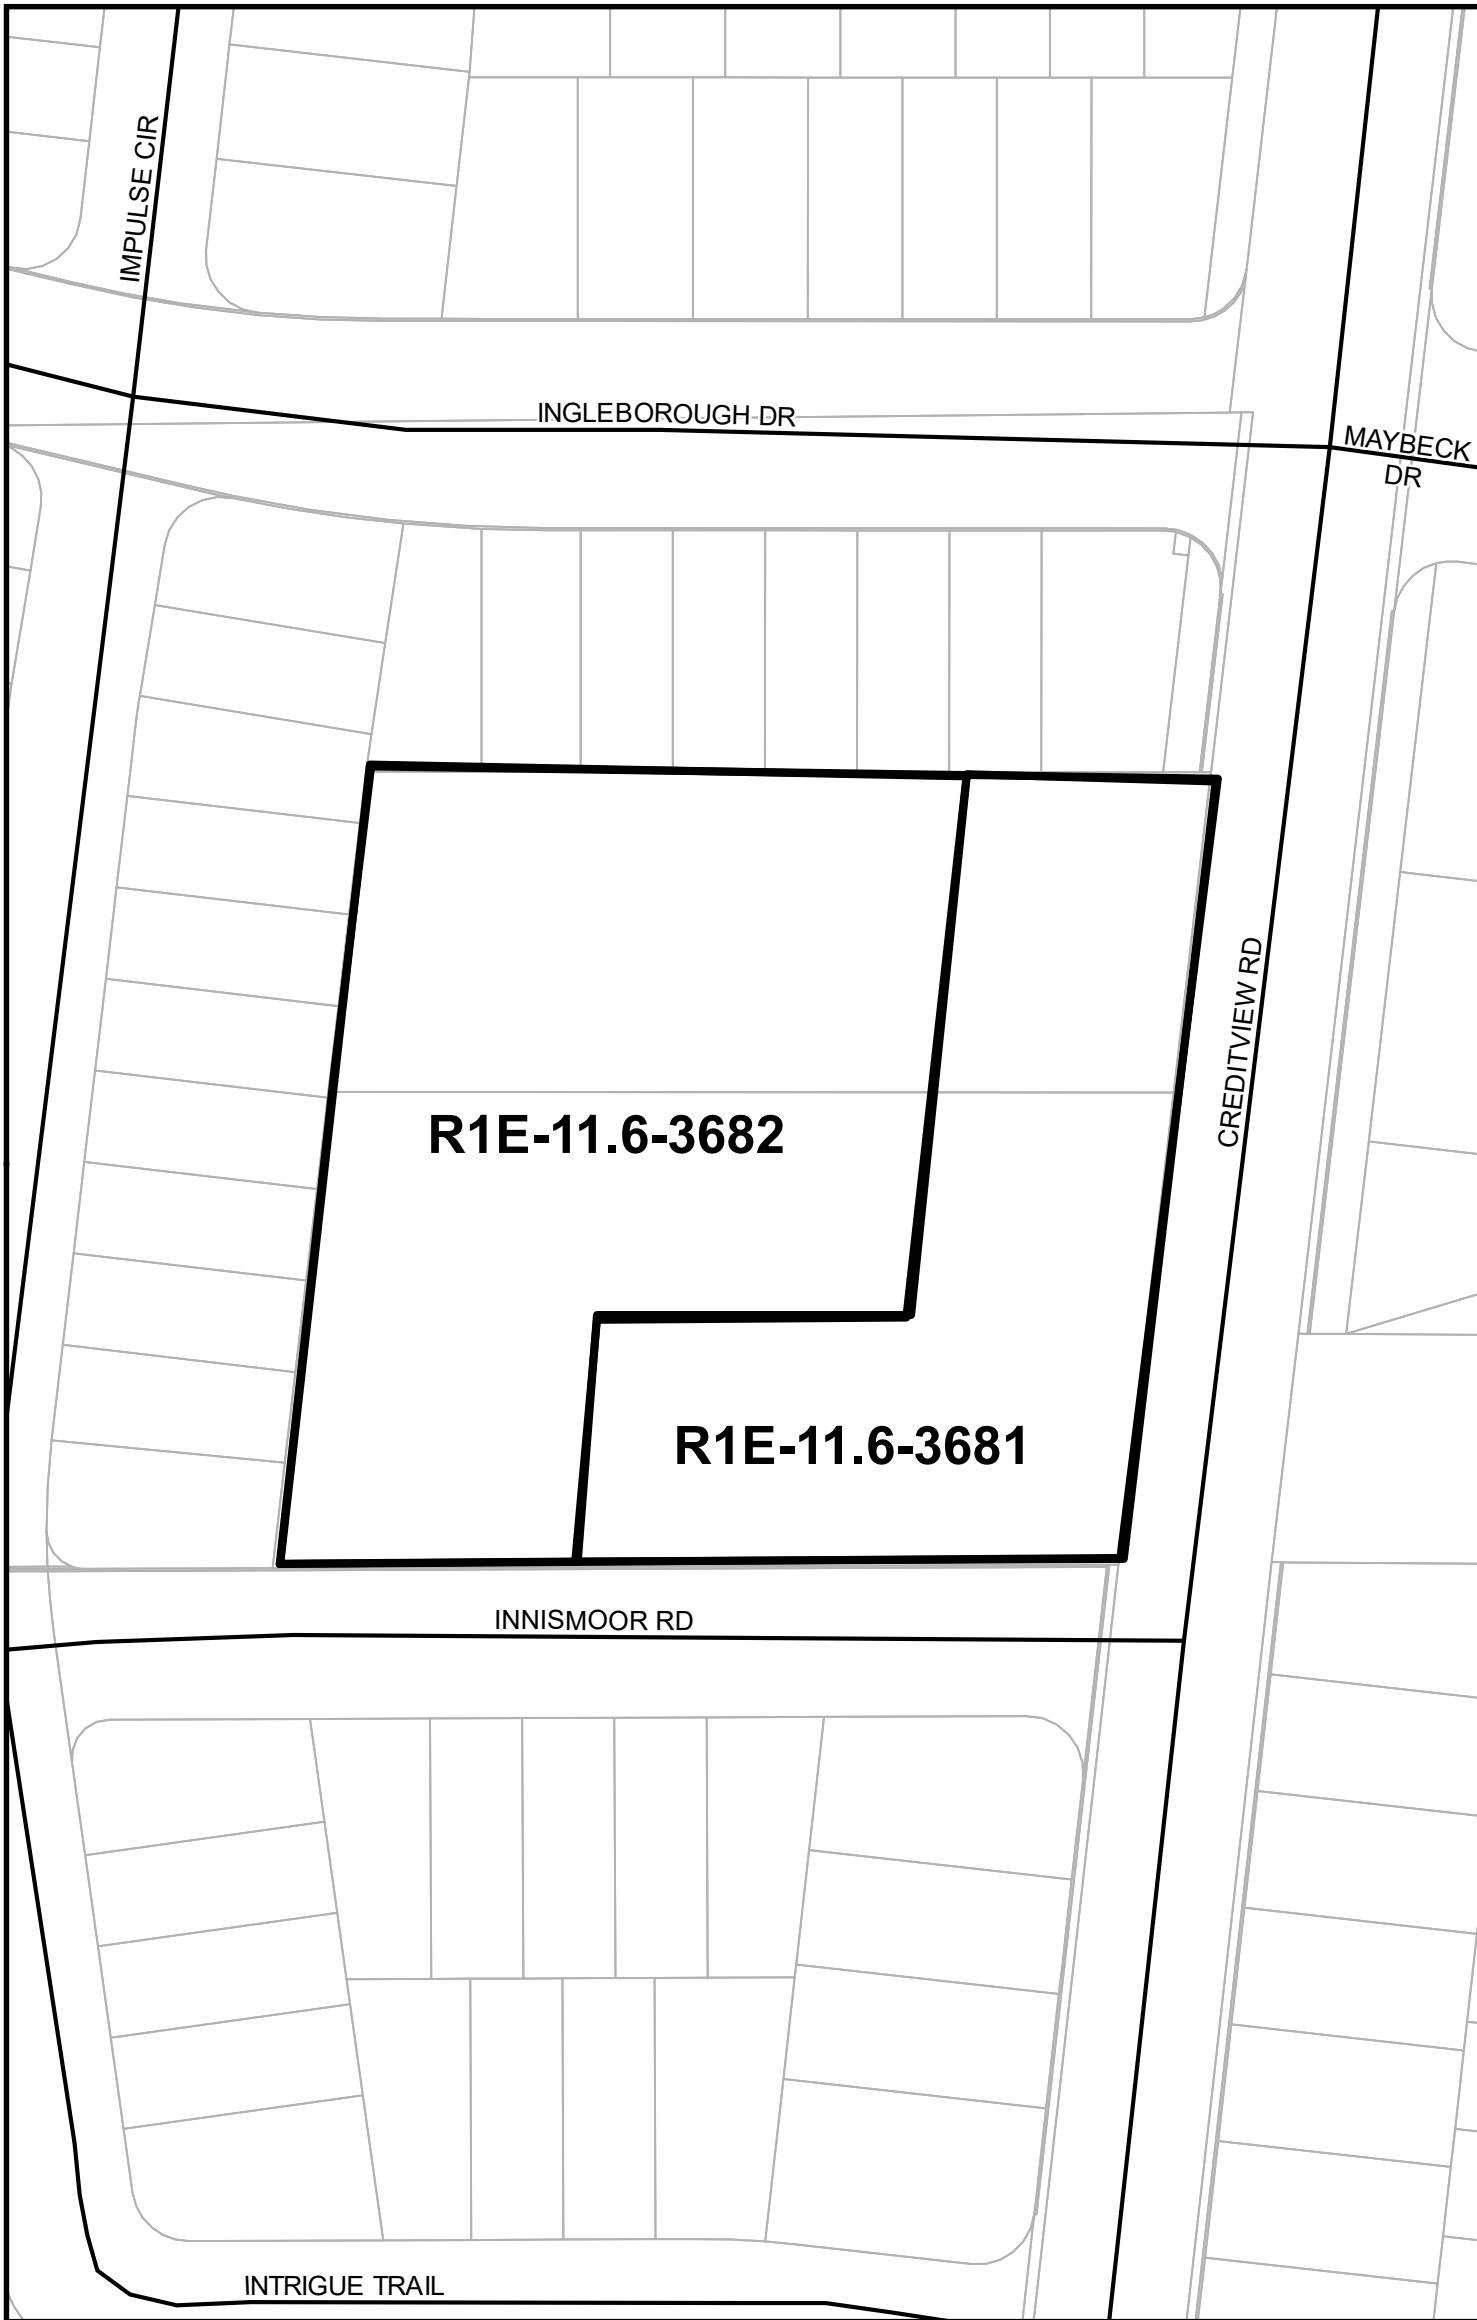 IMPULSE CIR
INGLEBOROUGH DR
MAYBECK
DR
CREDITVIEW RD
R1E-11.6-3682
R1E-11.6-3681
INNISMOOR RD
INTRIGUE TRAIL